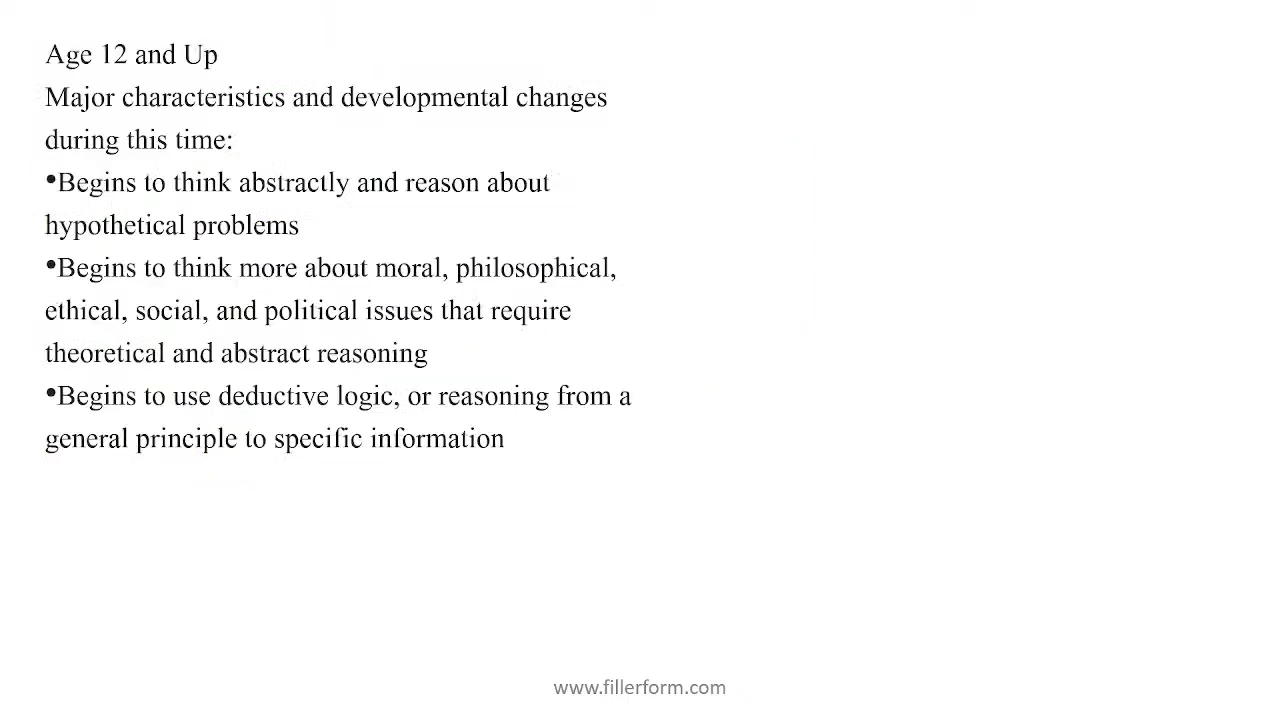 Age 12 and Up
Major characteristics and developmental changes
during this time:
•Begins to think abstractly and reason about
hypothetical problems
•Begins to think more about moral, philosophical,
ethical, social, and political issues that require
theoretical and abstract reasoning
•Begins to use deductive logic, or reasoning from a
general principle to specific information
www.fillerform.com